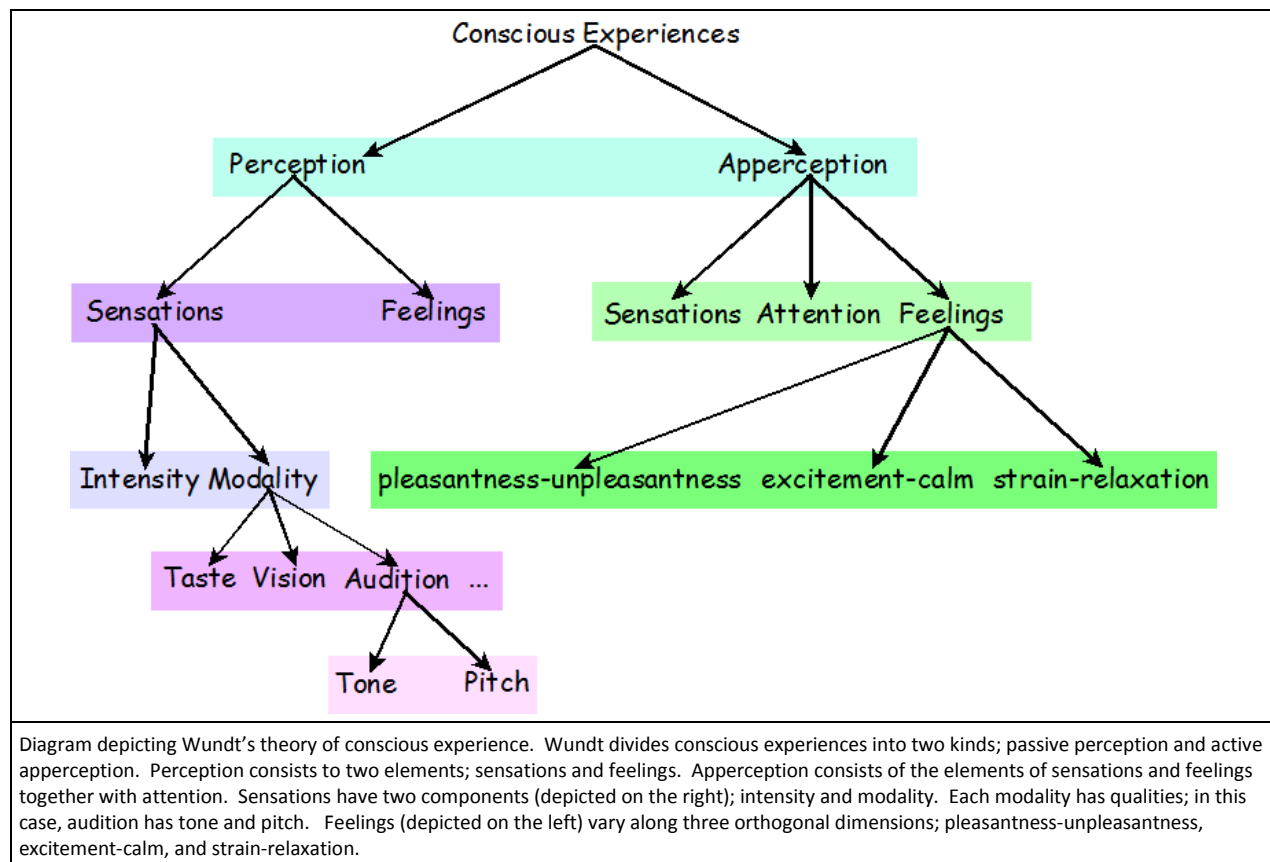 Conscious Experiences
Perception Apperception
Sensations Feelings Sensations Attention Feelings
Intensity Modality pleasantness-unpleasantness excitement-calm strain-relaxation
Taste Vision Audition ...
Tone Pitch
Diagram depicting Wundt’s theory of conscious experience. Wundt divides conscious experiences into two kinds; passive perception and active
apperception. Perception consists to two elements; sensations and feelings. Apperception consists of the elements of sensations and feelings
together with attention. Sensations have two components (depicted on the right); intensity and modality. Each modality has qualities; in this
case, audition has tone and pitch. Feelings (depicted on the left) vary along three orthogonal dimensions; pleasantness-unpleasantness,
excitement-calm, and strain-relaxation.